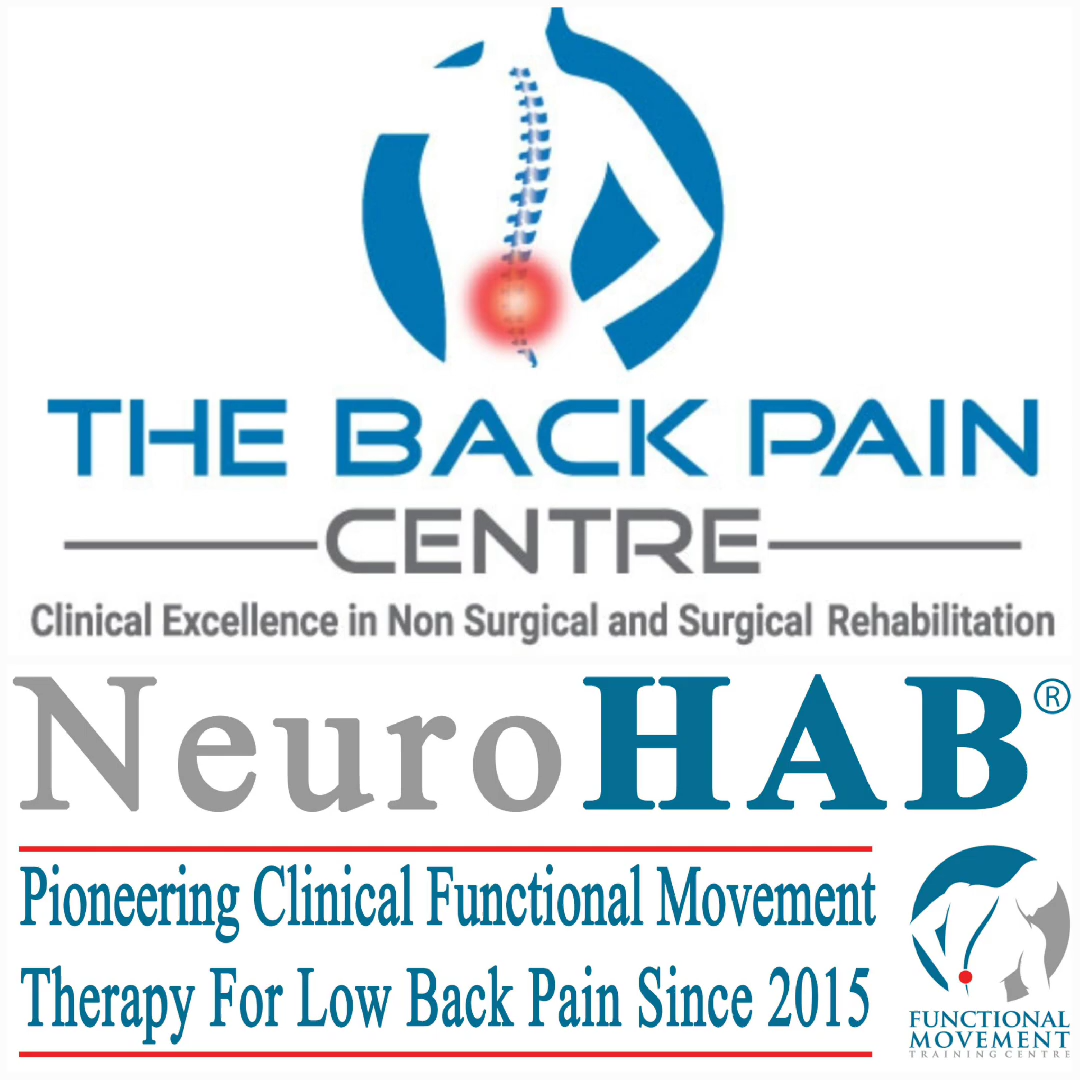 THE BACK PAIN
CENTRE
Clinical Excellence in Non Surgical and Surgical Rehabilitation
NeuroHAB®
Pioneering Clinical Functional Movement
Therapy For Low Back Pain Since 2015
FUNCTIONAL
MOVEMENT
TRAINING CENTRE